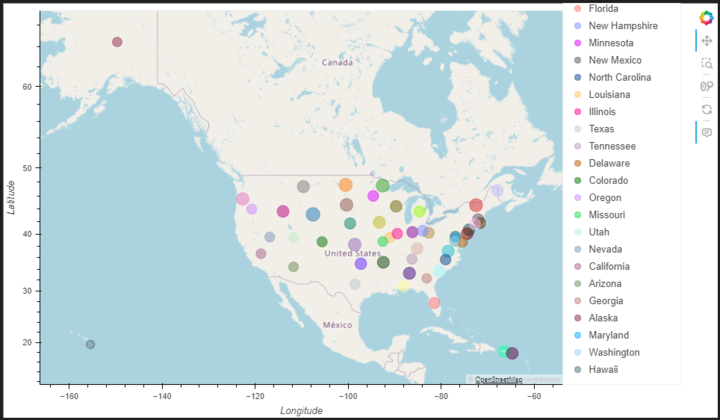 Florida
New Hampshire
Minnesota
New Mexico
North Carolina
Louisiana
Illinois
Texas
Tennessee
Delaware
Colorado
Oregon
Missouri
Utah
Nevada
California
Arizona
Georgia
Alaska
Maryland
Washington
Hawaii
Canada
United States
México
60
50
40
30
20
Latitude
−160
−140
−120
−100
−80
−60
Longitude
© OpenStreetMap